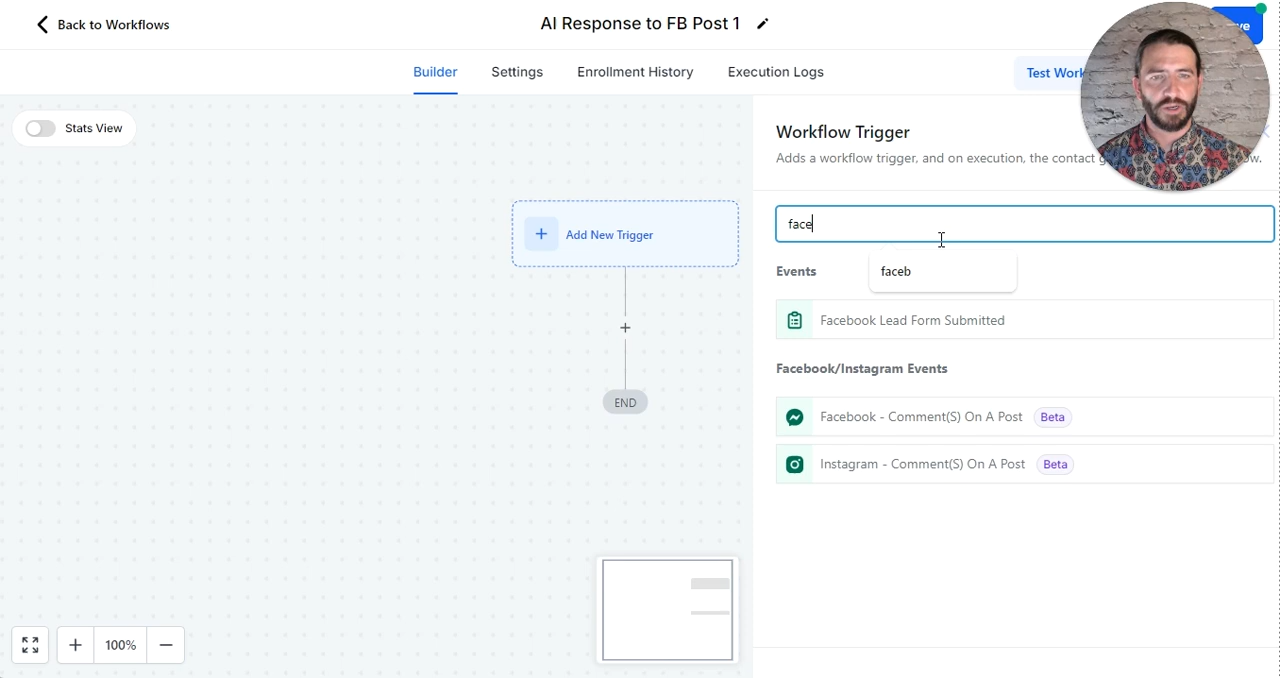 Back to Workflows
AI Response to FB Post 1
Builder
Settings
Enrollment History
Execution Logs
Stats View
Workflow Trigger
Adds a workflow trigger, and on execution, the contact
face
faceb
Events
Facebook Lead Form Submitted
Facebook/Instagram Events
Facebook - Comment(S) On A Post Beta
Instagram - Comment(S) On A Post Beta
+ Add New Trigger
+
END
+ 100% −